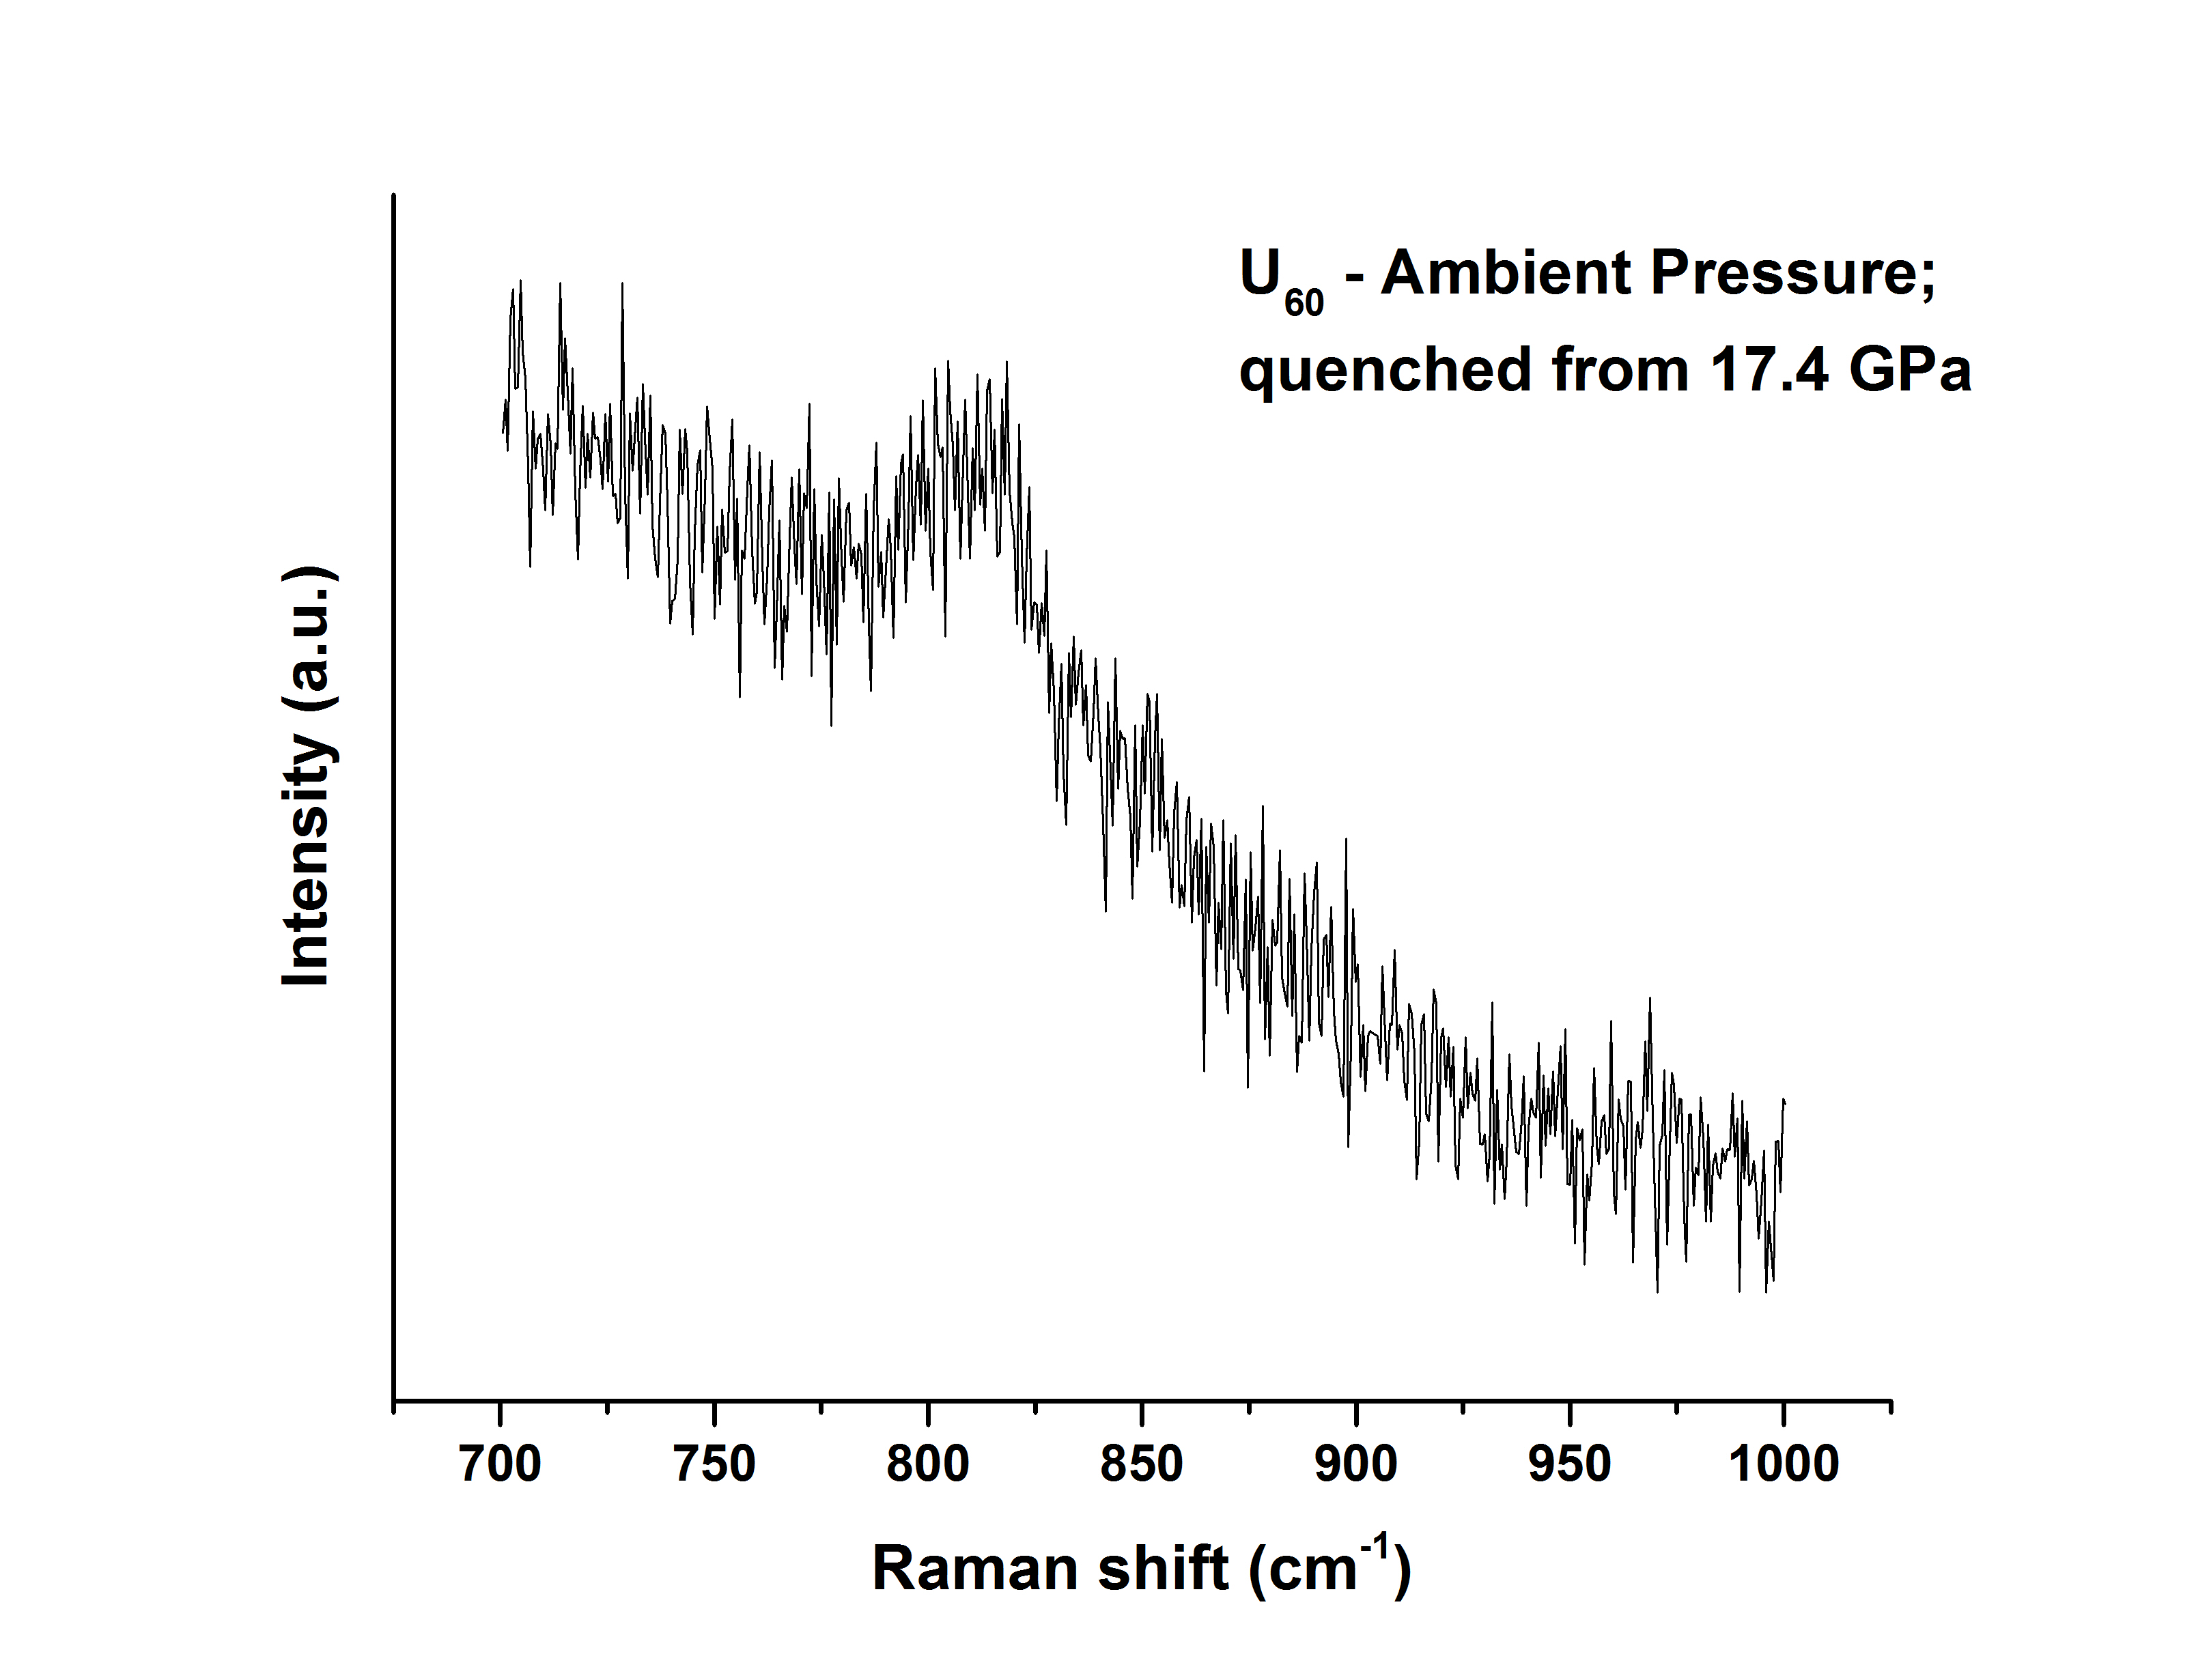 U₆₀ - Ambient Pressure;
quenched from 17.4 GPa
Intensity (a.u.)
700 750 800 850 900 950 1000
Raman shift (cm⁻¹)